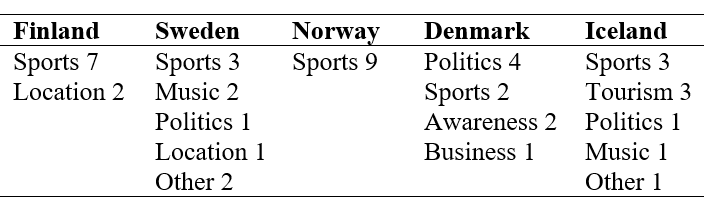 Finland Sweden Norway Denmark Iceland
Sports 7 Sports 3 Sports 9 Politics 4 Sports 3
Location 2 Music 2 Sports 2 Tourism 3
Politics 1 Awareness 2 Politics 1
Location 1 Business 1 Music 1
Other 2 Other 1